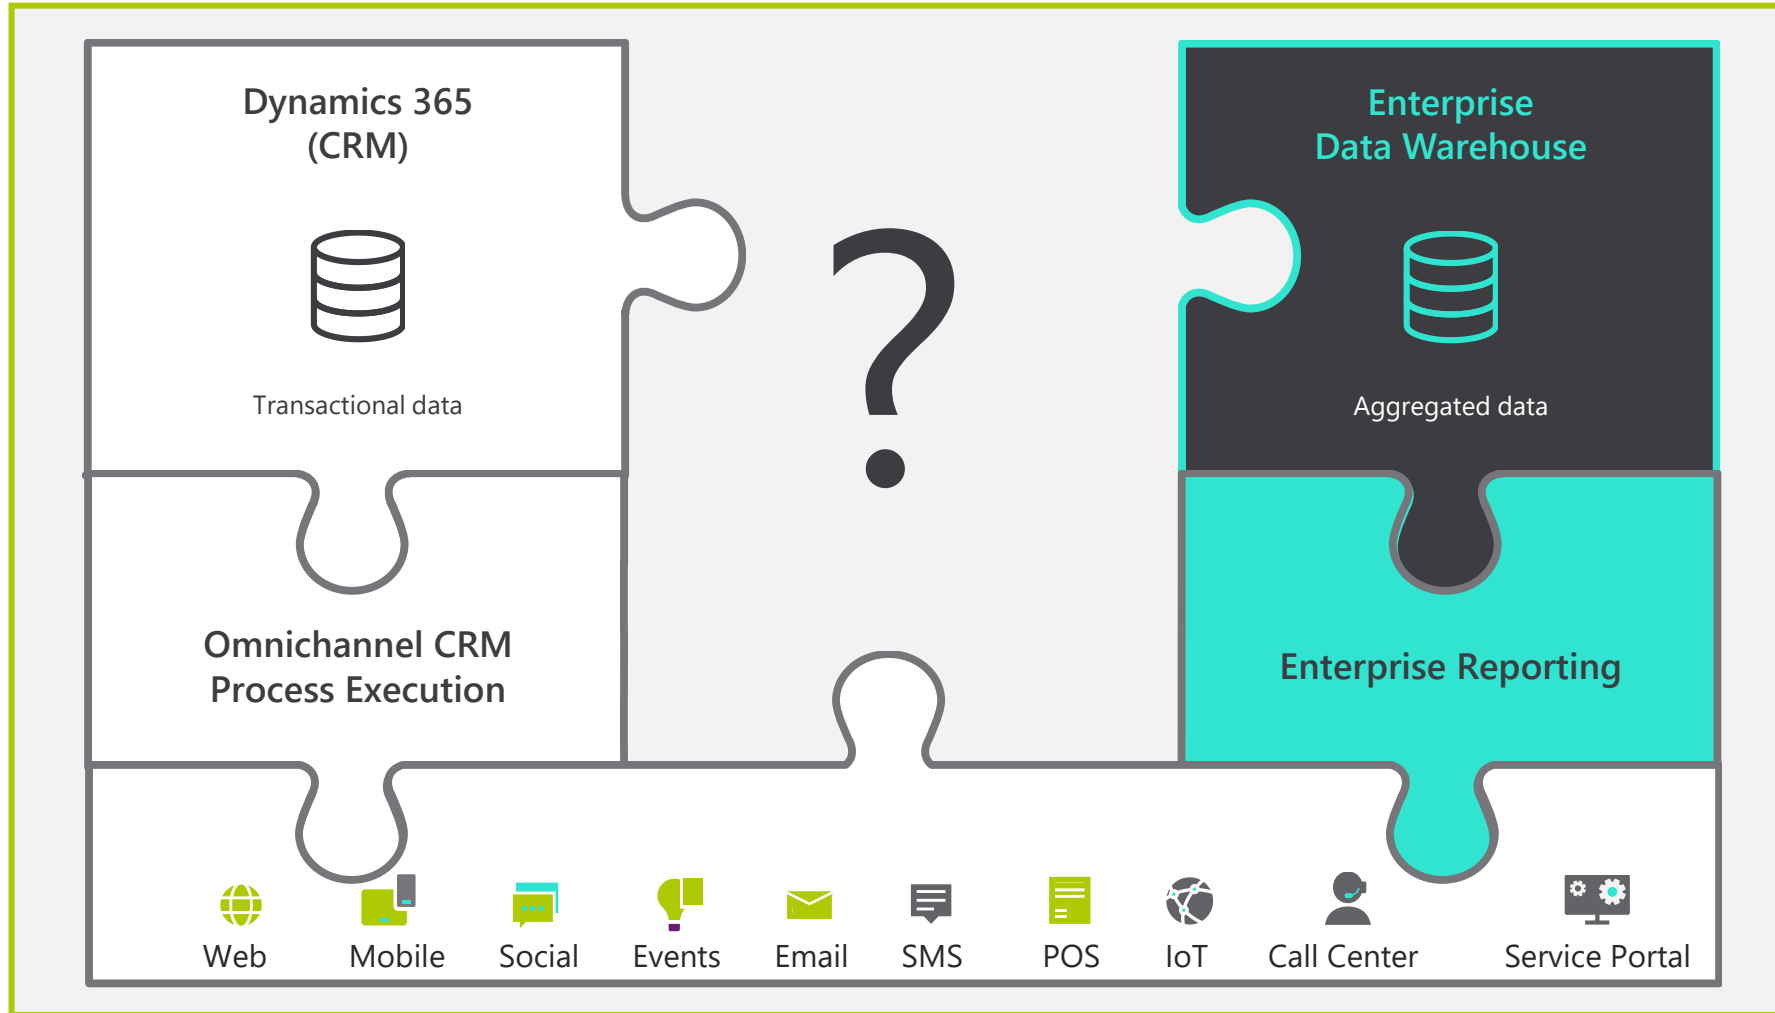 Dynamics 365
(CRM)
Transactional data
?
Enterprise
Data Warehouse
Aggregated data
Omnichannel CRM
Process Execution
Enterprise Reporting
Web
Mobile
Social
Events
Email
SMS
POS
IoT
Call Center
Service Portal